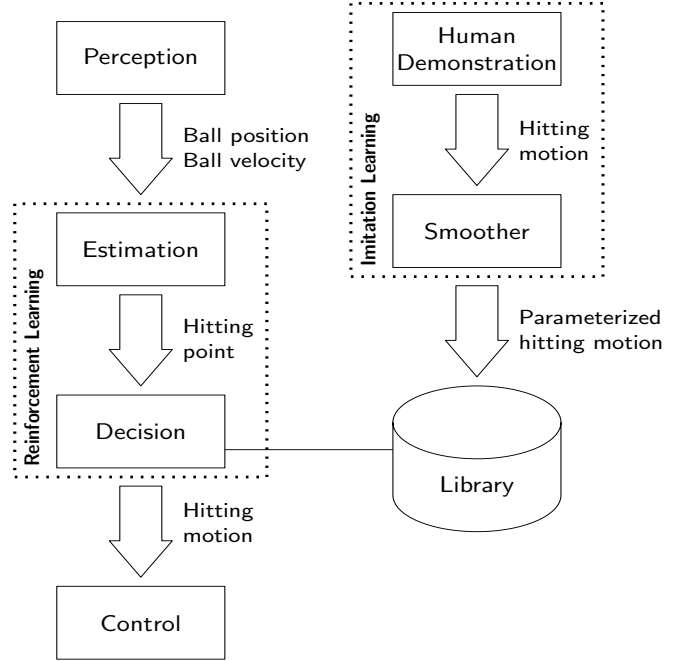 Perception
Ball position
Ball velocity
Reinforcement Learning
Estimation
Hitting
point
Decision
Hitting
motion
Control
Imitation Learning
Human
Demonstration
Hitting
motion
Smoother
Parameterized
hitting motion
Library